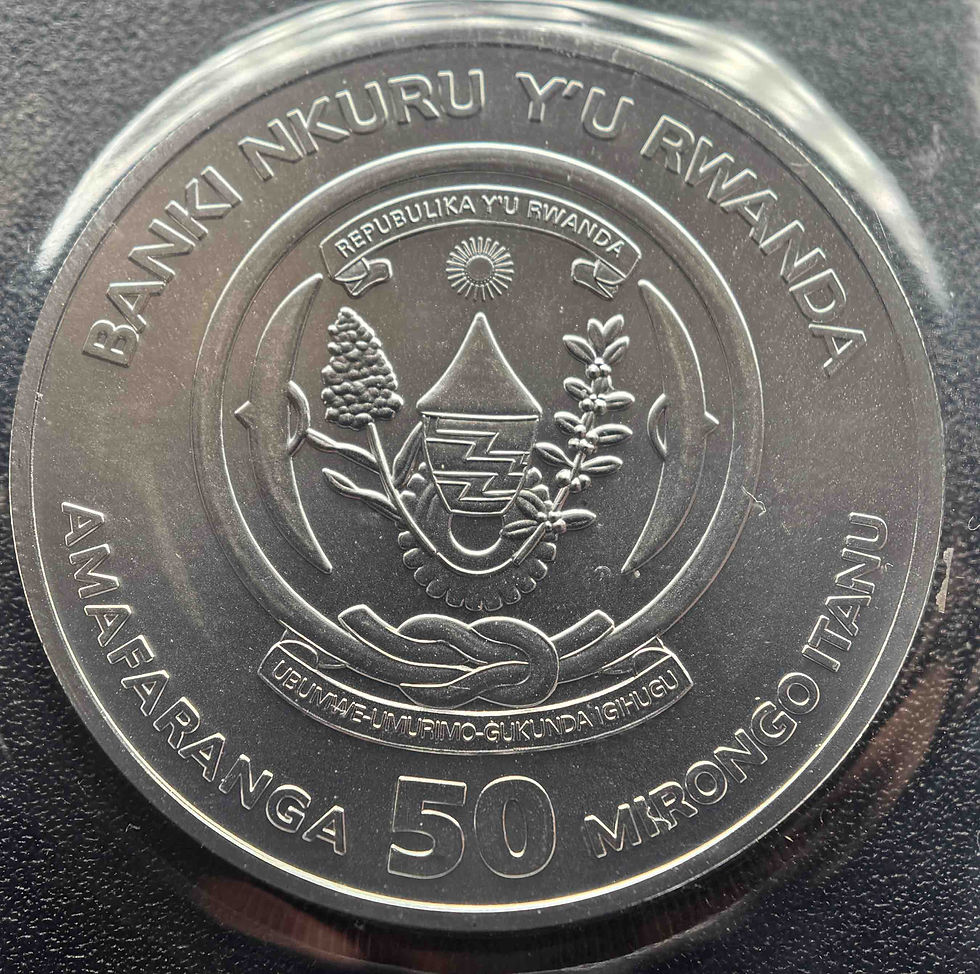 BANKI NKURU Y'U RWANDA
REPUBULIKA Y'U RWANDA
UBUMWE-UMURIMO-GUKUNDA IGIHUGU
AMAFARANGA 50 MIRONGO ITANU